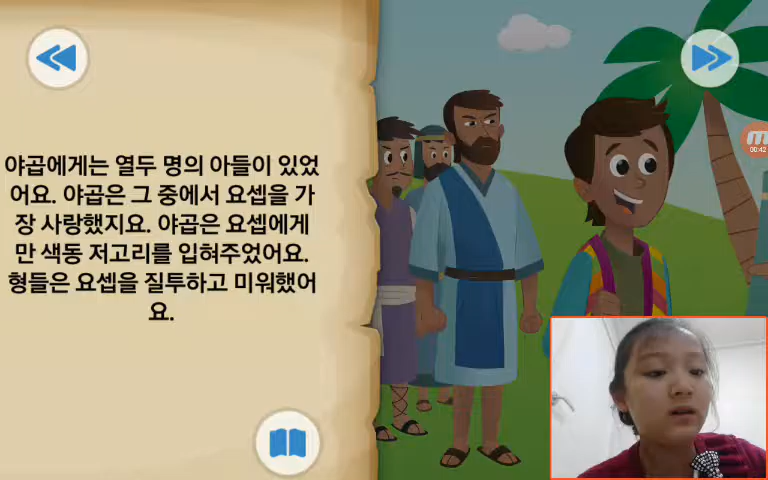 야곱에게는 열두 명의 아들이 있었
어요. 야곱은 그 중에서 요셉을 가
장 사랑했지요. 야곱은 요셉에게
만 색동 저고리를 입혀주었어요.
형들은 요셉을 질투하고 미워했어
요.
00:42